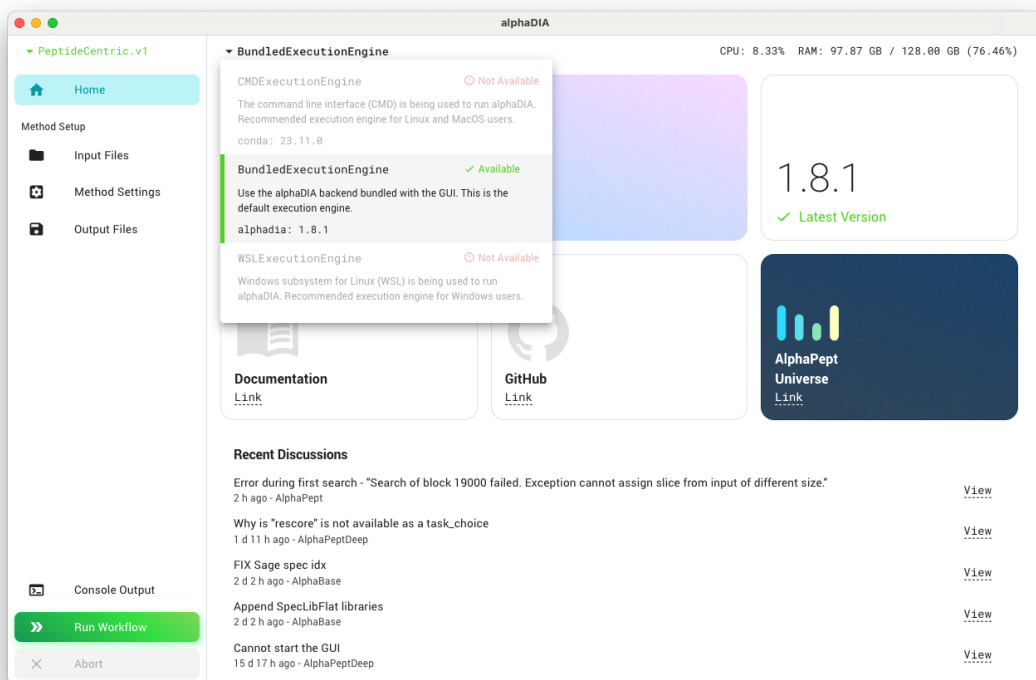 alphaDIA
PeptideCentric.v1
BundledExecutionEngine
CPU: 8.33% RAM: 97.87 GB / 128.00 GB (76.46%)
Home
Method Setup
Input Files
Method Settings
Output Files
CMDExecutionEngine
Not Available
The command line interface (CMD) is being used to run alphaDIA.
Recommended execution engine for Linux and MacOS users.
conda: 23.11.0
BundledExecutionEngine
Available
Use the alphaDIA backend bundled with the GUI. This is the
default execution engine.
alphadia: 1.8.1
WSLExecutionEngine
Not Available
Windows subsystem for Linux (WSL) is being used to run
alphaDIA. Recommended execution engine for Windows users.
1.8.1
Latest Version
Documentation
Link
GitHub
Link
AlphaPept
Universe
Link
Recent Discussions
Error during first search - "Search of block 19000 failed. Exception cannot assign slice from input of different size."
2 h ago - AlphaPept
View
Why is "rescore" is not available as a task_choice
1 d 11 h ago - AlphaPeptDeep
View
FIX Sage spec idx
2 d 2 h ago - AlphaBase
View
Append SpecLibFlat libraries
2 d 2 h ago - AlphaBase
View
Cannot start the GUI
15 d 17 h ago - AlphaPeptDeep
View
Console Output
Run Workflow
Abort